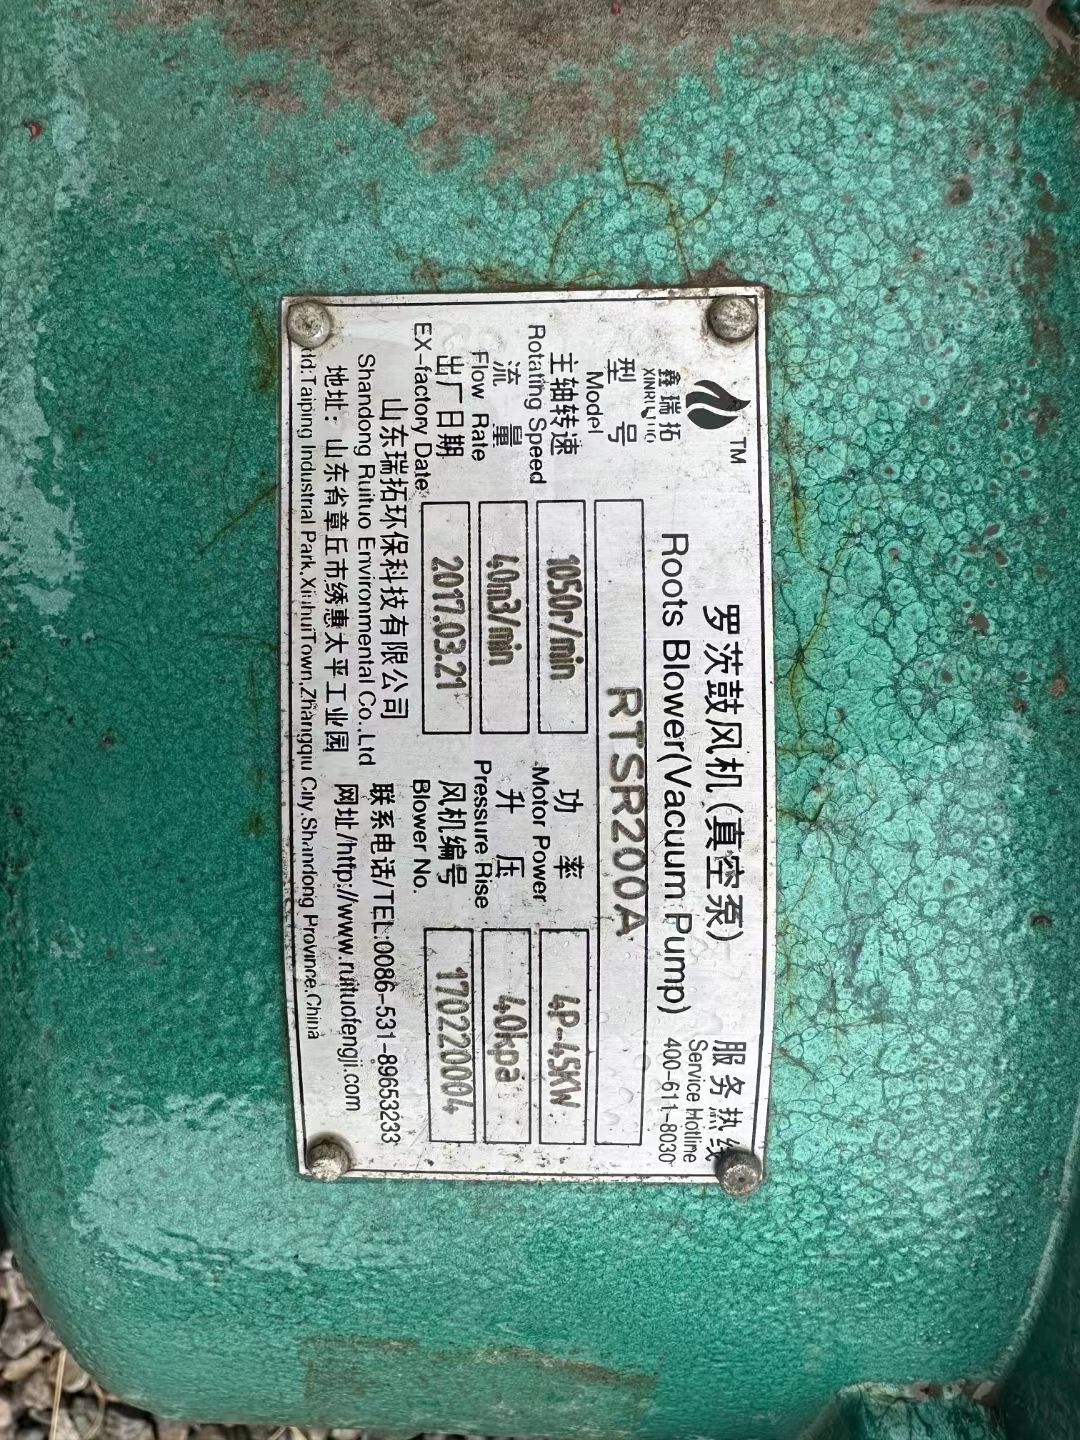 TM
鑫瑞拓
罗茨鼓风机(真空泵)
Roots Blower(Vacuum Pump)
服务热线
Service Hotline
400-611-8030
型号
Model
RTSR200A
主轴转速
Rotating Speed
1050r/min
功率
Motor Power
4P-45KW
流量
Flow Rate
40m3/min
升压
Pressure Rise
40kpa
出厂日期
EX-factory Date
2017.03.21
风机编号
Blower No.
170220004
山东瑞拓环保科技有限公司
Shandong Ruituo Environmental Co.,Ltd
联系电话/TEL:0086-531-89653233
地址：山东省章丘市绣惠太平工业园
网址/http://www.ruituofengji.com
Taiping Industrial Park,XiuhuiTown,Zhangqiu City,Shandong Province,China